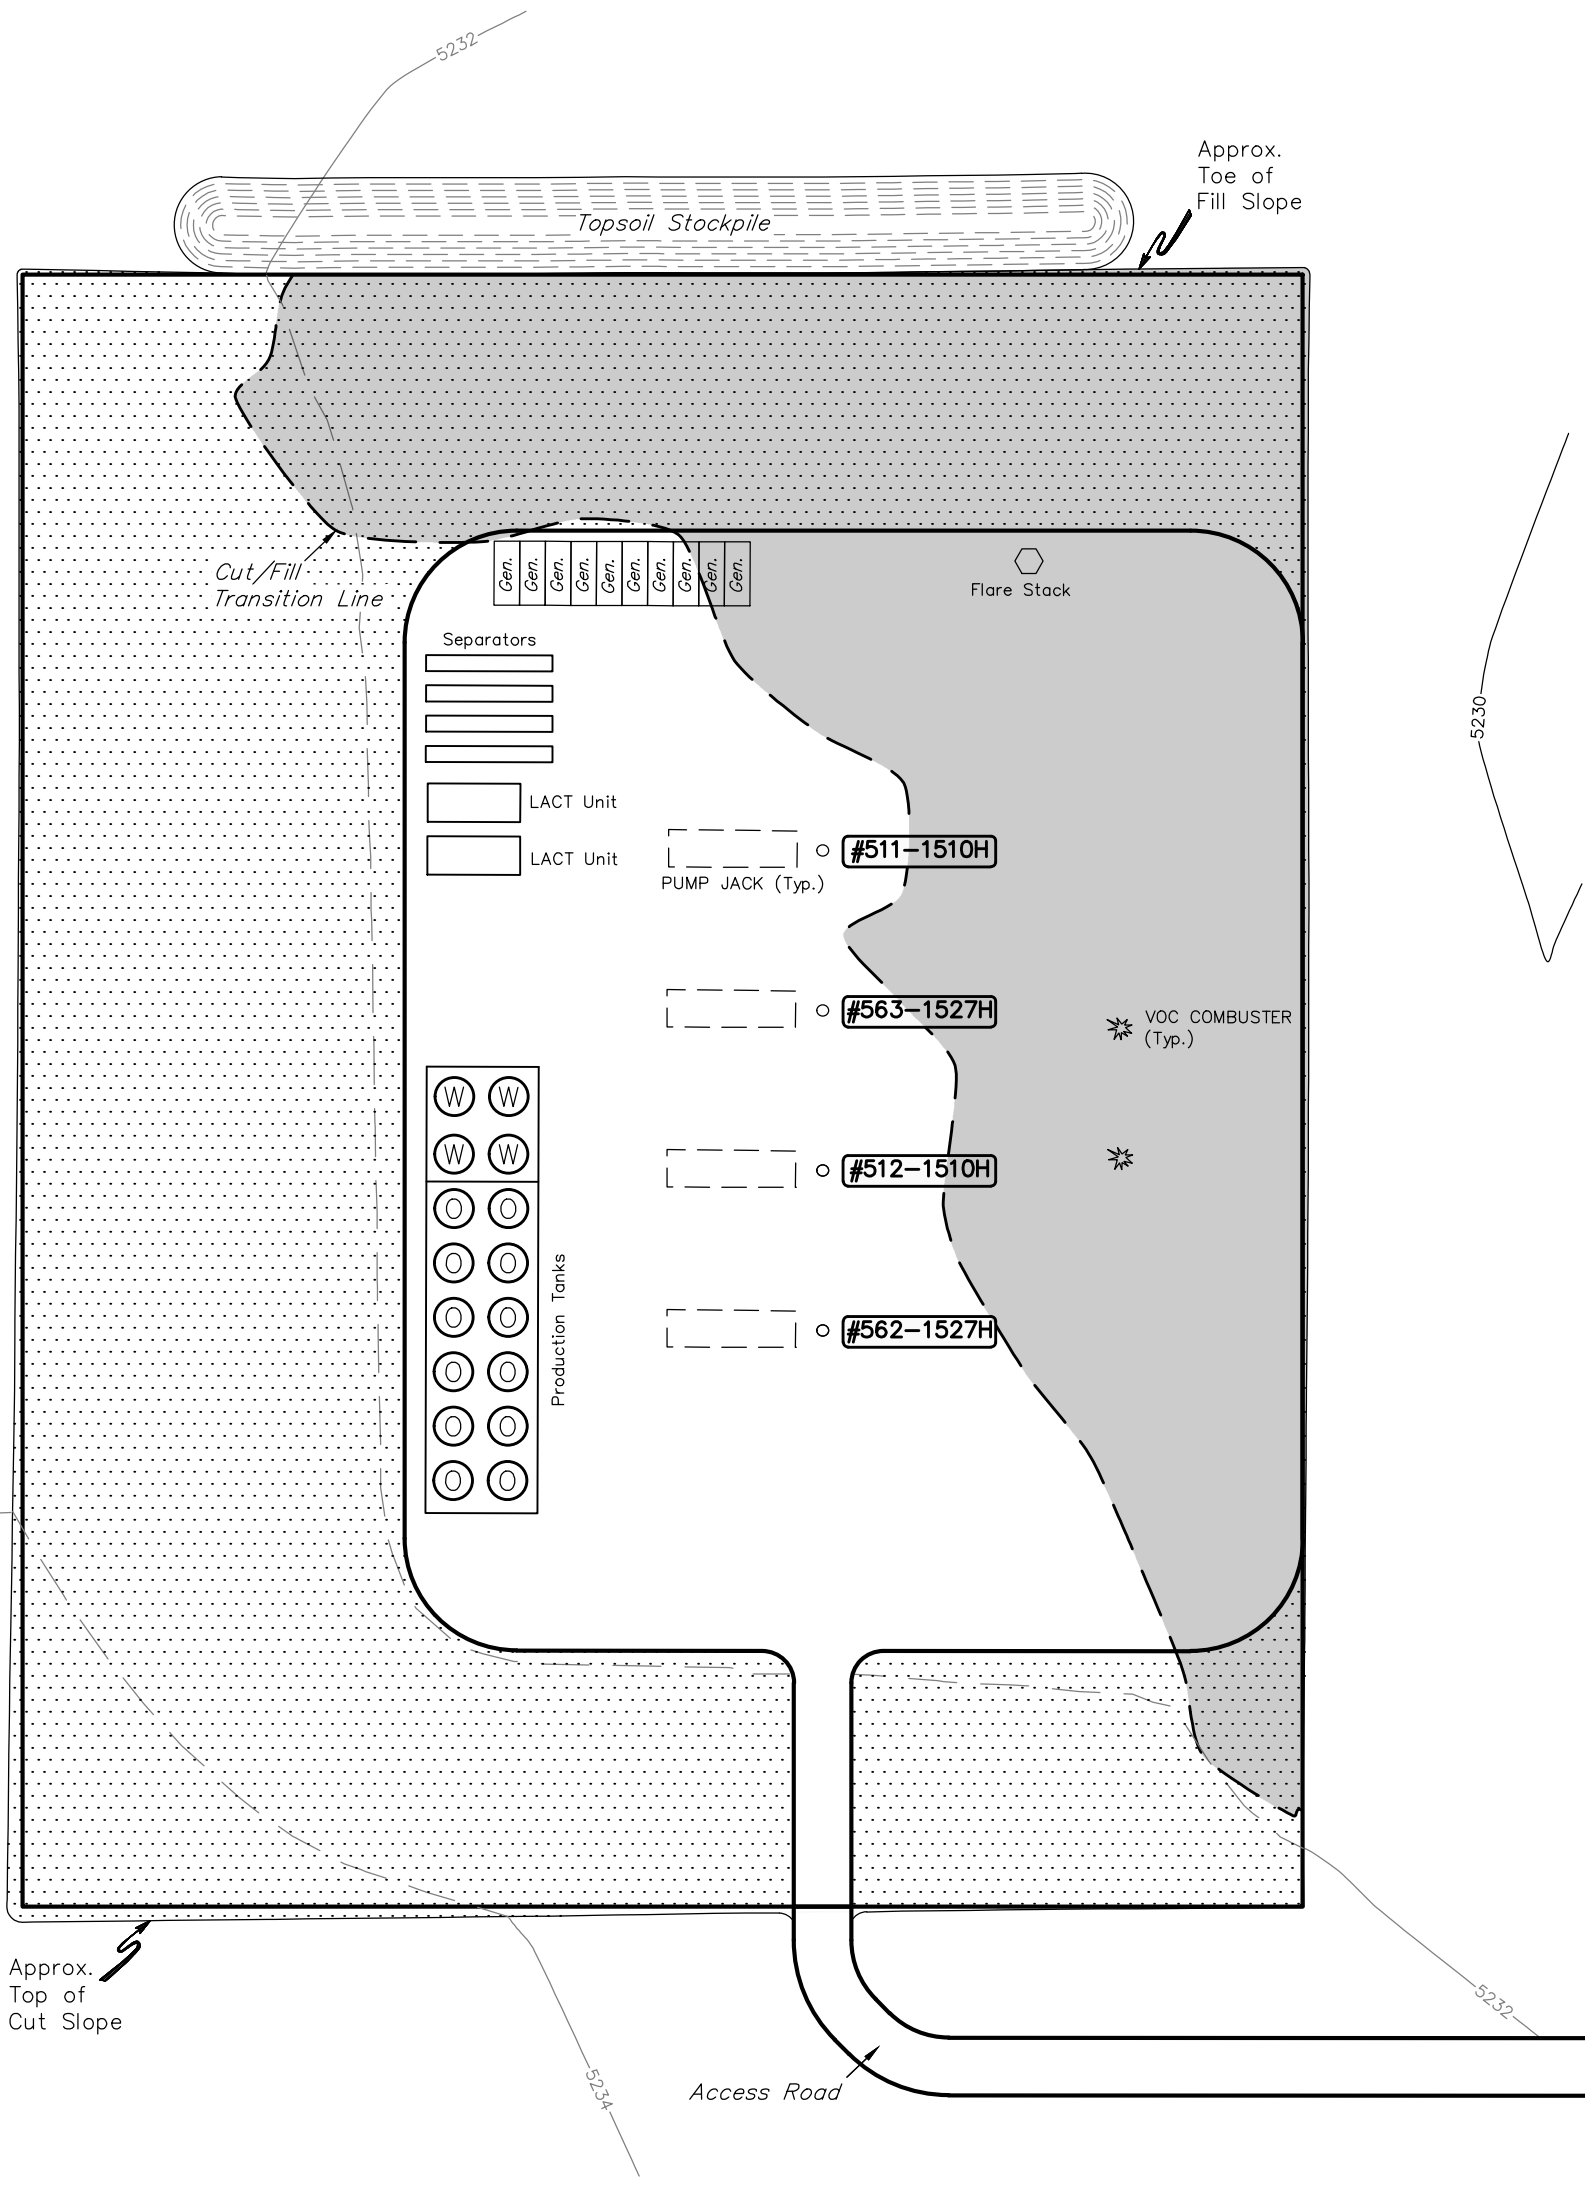 5232
Approx.
Toe of
Fill Slope
Topsoil Stockpile
Cut/Fill
Transition Line
Gen.
Gen.
Gen.
Gen.
Gen.
Gen.
Gen.
Gen.
Gen.
Gen.
Flare Stack
Separators
5230
LACT Unit
LACT Unit
#511-1510H
PUMP JACK (Typ.)
#563-1527H
VOC COMBUSTER
(Typ.)
W W
W W
#512-1510H
O O
O O
O O
O O
O O
O O
Production Tanks
#562-1527H
Approx.
Top of
Cut Slope
5232
5234
Access Road